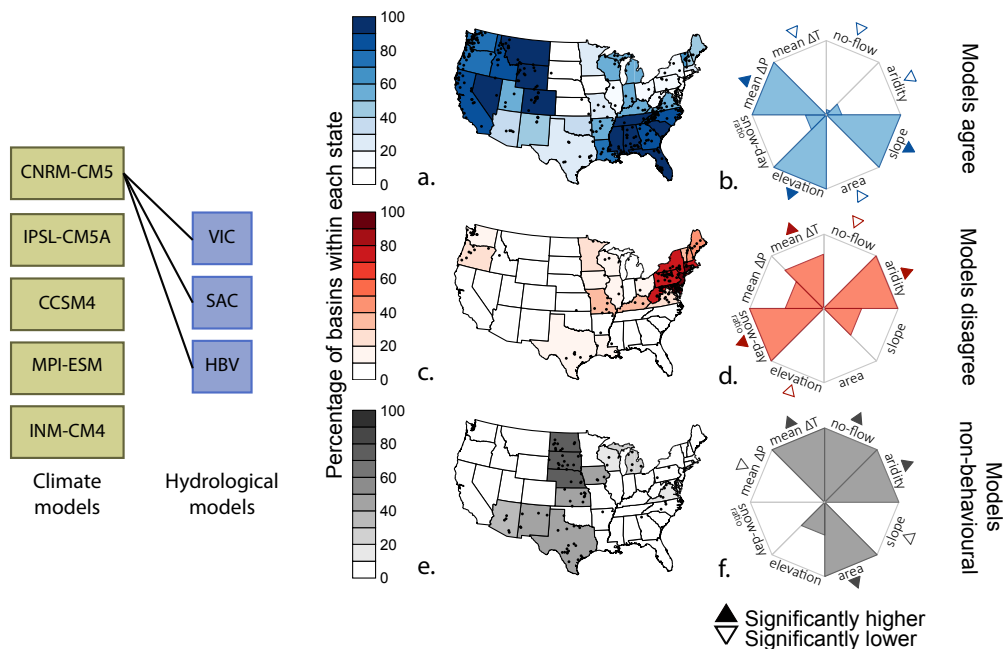 CNRM-CM5
IPSL-CM5A
CCSM4
MPI-ESM
INM-CM4
Climate
models
VIC
SAC
HBV
Hydrological
models
Percentage of basins within each state
100
80
60
40
20
0
a.
mean ΔT
no-flow
aridity
slope
area
elevation
snow-day
ratio
mean ΔP
b.
Models agree
100
80
60
40
20
0
c.
mean ΔT
no-flow
aridity
slope
area
elevation
snow-day
ratio
mean ΔP
d.
Models disagree
100
80
60
40
20
0
e.
mean ΔT
no-flow
aridity
slope
area
elevation
snow-day
ratio
mean ΔP
f.
Models
non-behavioural
Significantly higher
Significantly lower